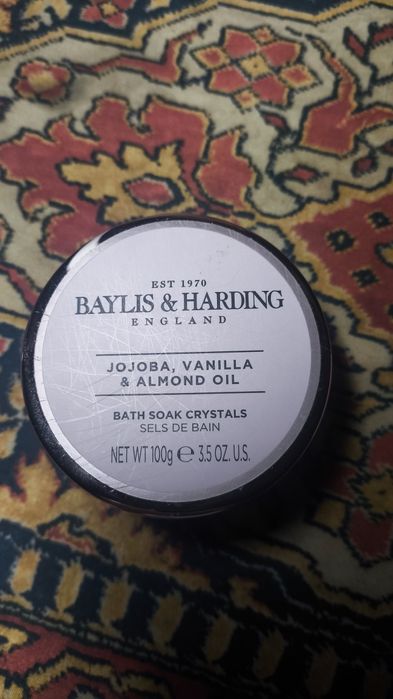 EST 1970
BAYLIS & HARDING
ENGLAND
JOJOBA, VANILLA
& ALMOND OIL
BATH SOAK CRYSTALS
SELS DE BAIN
NET WT 100g ℮ 3.5 OZ. U.S.